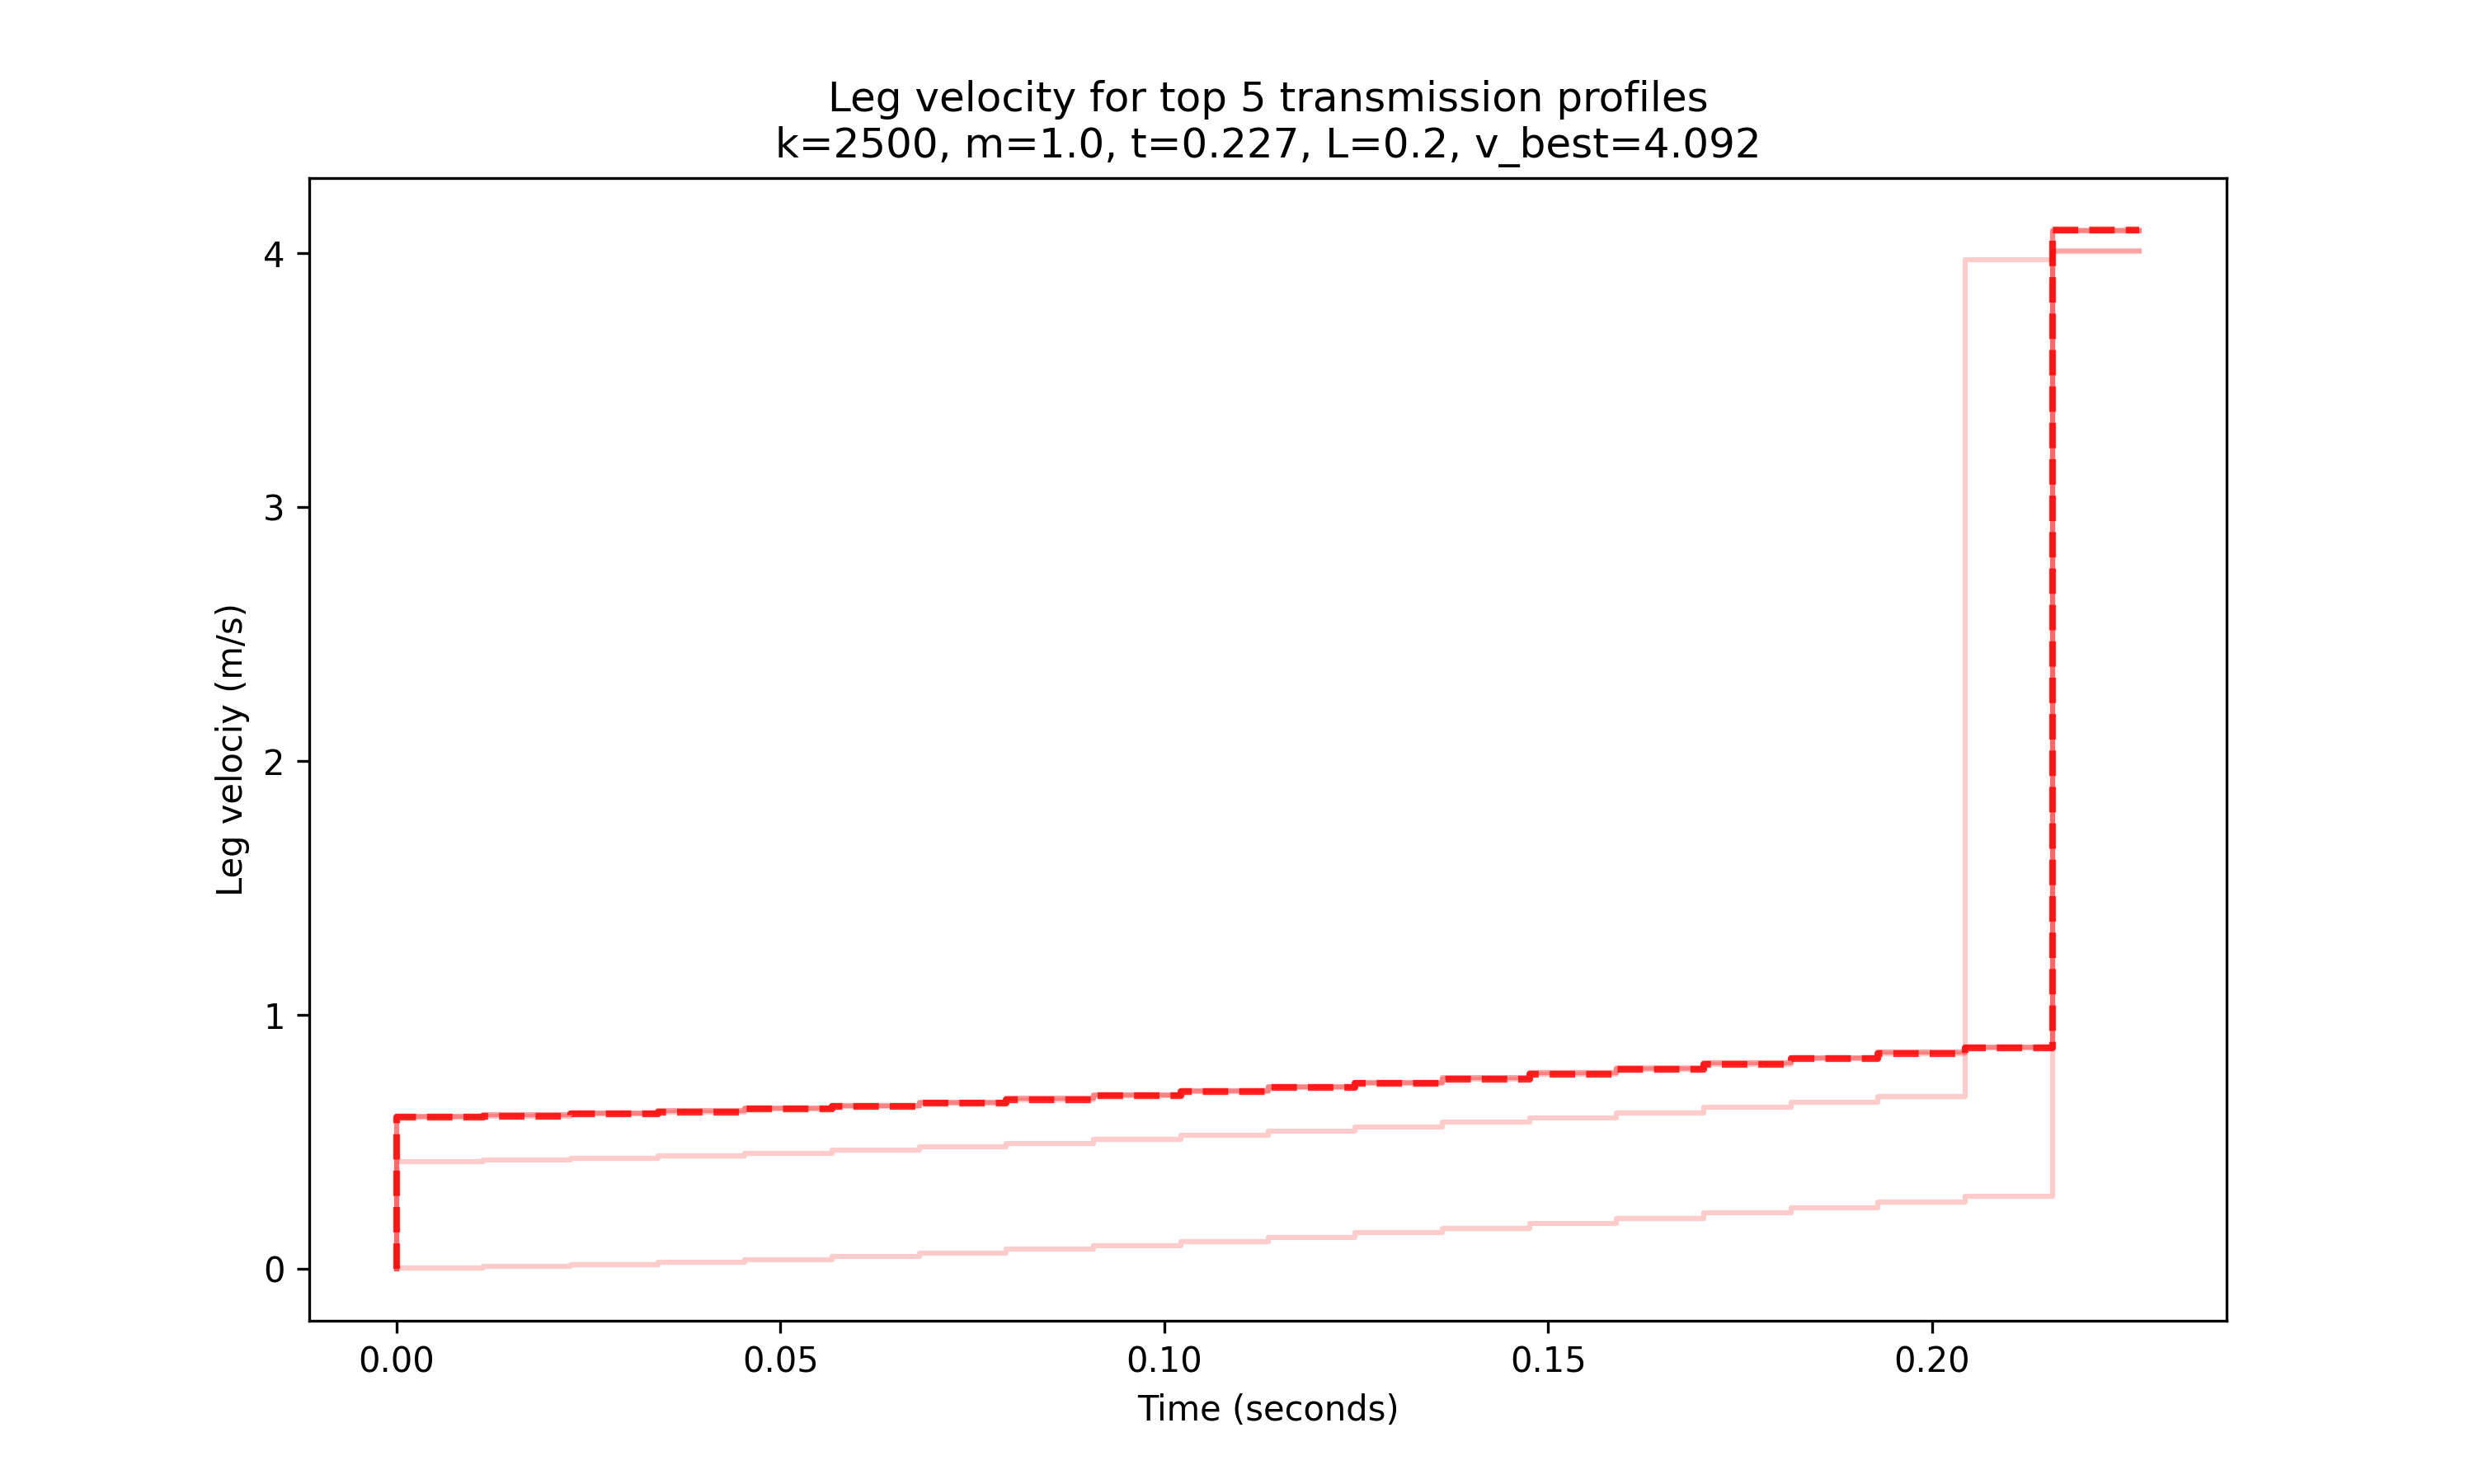 Leg velocity for top 5 transmission profiles
k=2500, m=1.0, t=0.227, L=0.2, v_best=4.092
Leg velociy (m/s)
4
3
2
1
0
0.00 0.05 0.10 0.15 0.20
Time (seconds)